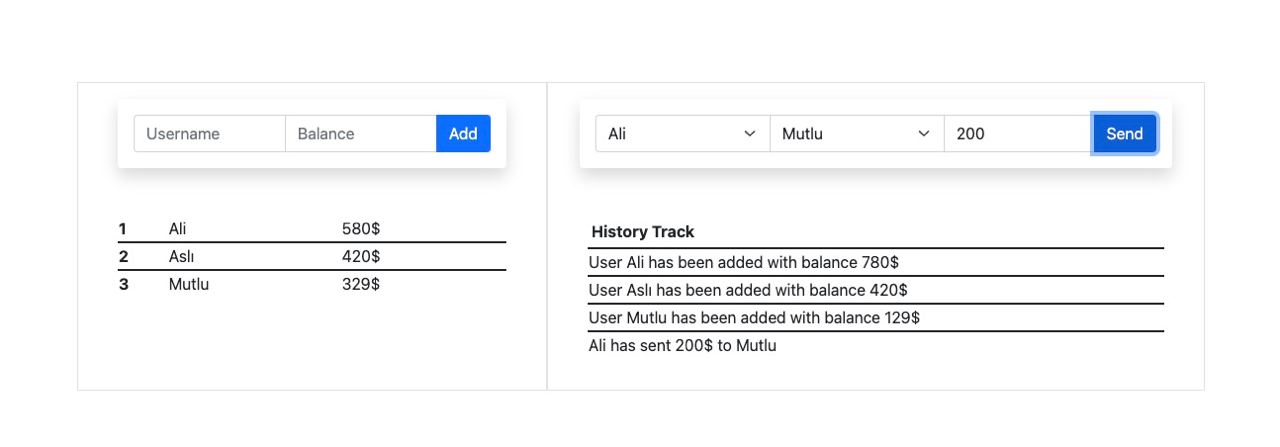 Username Balance Add
1 Ali 580$
2 Aslı 420$
3 Mutlu 329$
Ali Mutlu 200 Send
History Track
User Ali has been added with balance 780$
User Aslı has been added with balance 420$
User Mutlu has been added with balance 129$
Ali has sent 200$ to Mutlu